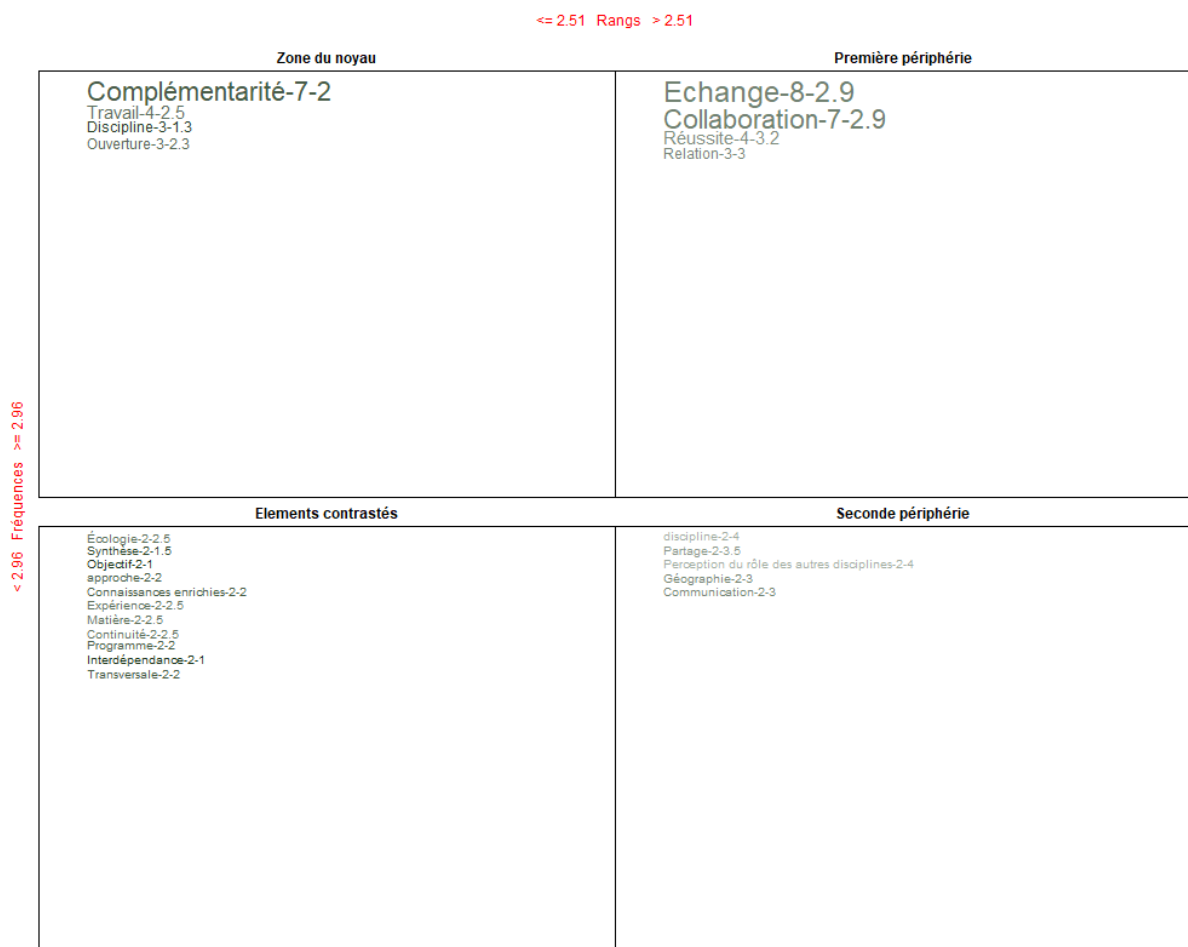 <= 2.51 Rangs > 2.51
Zone du noyau
Première périphérie
Complémentarité-7-2
Travail-4-2.5
Discipline-3-1.3
Ouverture-3-2.3
Echange-8-2.9
Collaboration-7-2.9
Réussite-4-3.2
Relation-3-3
< 2.96 Fréquences >= 2.96
Elements contrastés
Seconde périphérie
Écologie-2-2.5
Synthèse-2-1.5
Objectif-2-1
approche-2-2
Connaissances enrichies-2-2
Expérience-2-2.5
Matière-2-2.5
Continuité-2-2.5
Programme-2-2
Interdépendance-2-1
Transversale-2-2
discipline-2-4
Partage-2-3.5
Perception du rôle des autres disciplines-2-4
Géographie-2-3
Communication-2-3